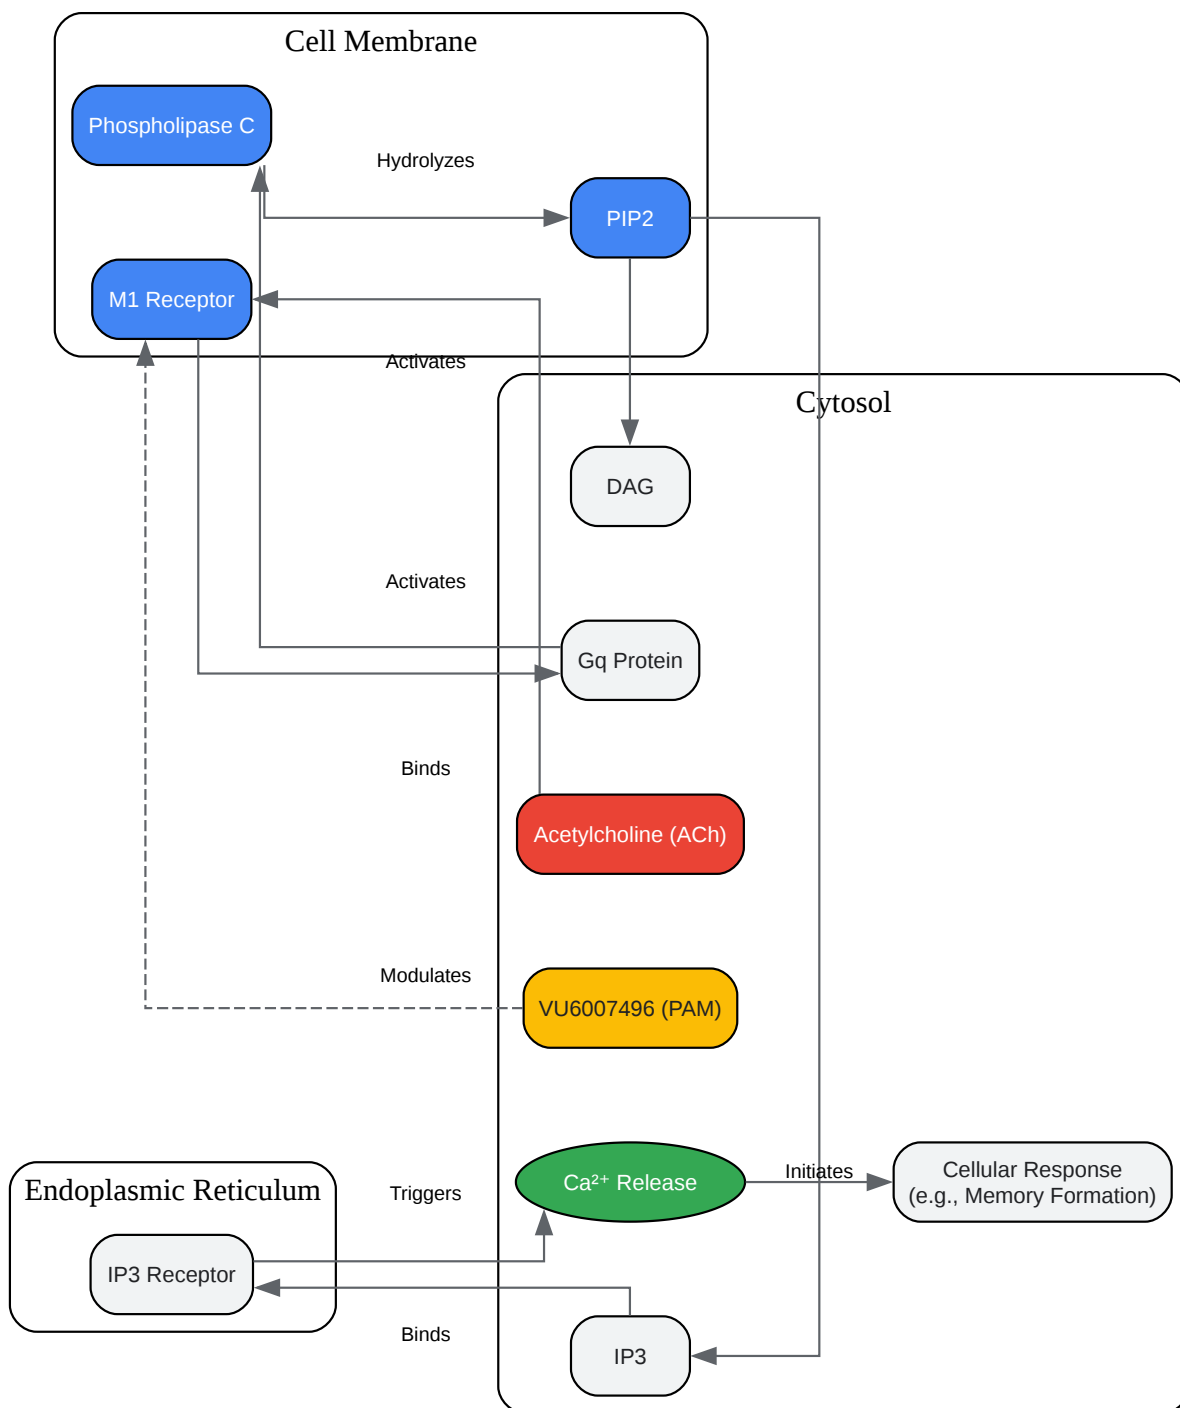 Cell Membrane
Phospholipase C
Hydrolyzes
PIP2
M1 Receptor
Activates
Cytosol
DAG
Activates
Gq Protein
Binds
Acetylcholine (ACh)
Modulates
VU6007496 (PAM)
Endoplasmic Reticulum
Triggers
Ca²⁺ Release
Initiates
Cellular Response
(e.g., Memory Formation)
IP3 Receptor
Binds
IP3